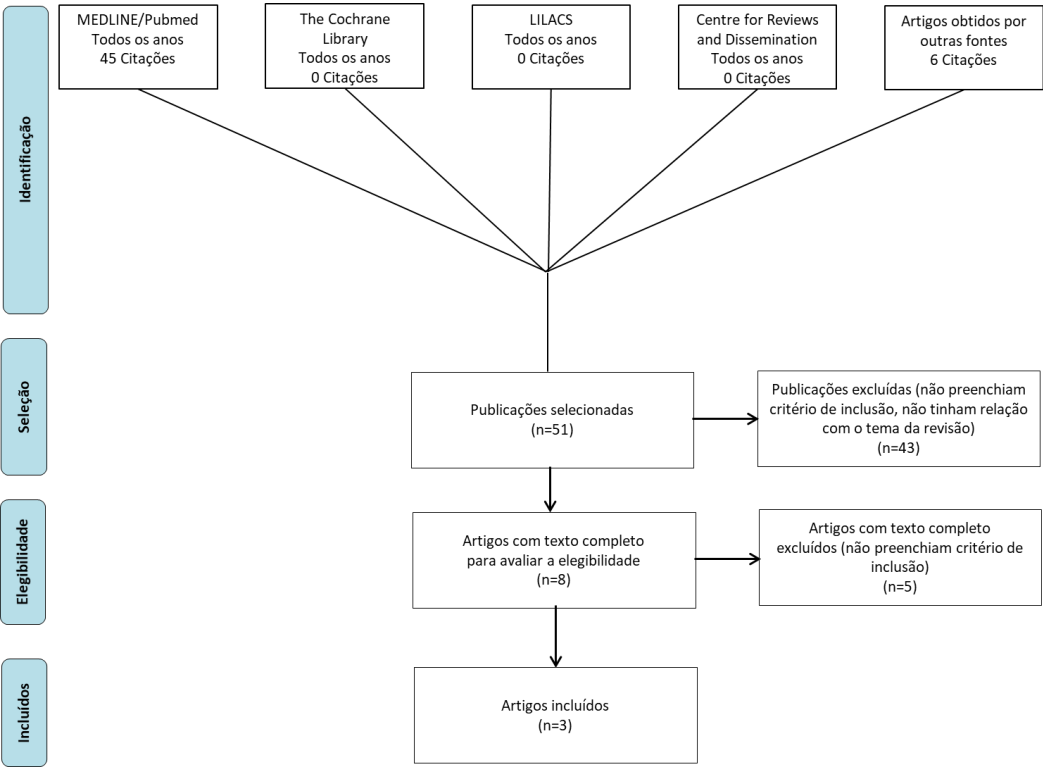 Identificação
MEDLINE/Pubmed
Todos os anos
45 Citações
The Cochrane
Library
Todos os anos
0 Citações
LILACS
Todos os anos
0 Citações
Centre for Reviews
and Dissemination
Todos os anos
0 Citações
Artigos obtidos por
outras fontes
6 Citações
Seleção
Publicações selecionadas
(n=51)
Publicações excluídas (não preenchiam
critério de inclusão, não tinham relação
com o tema da revisão)
(n=43)
Elegibilidade
Artigos com texto completo
para avaliar a elegibilidade
(n=8)
Artigos com texto completo
excluídos (não preenchiam critério de
inclusão)
(n=5)
Incluídos
Artigos incluídos
(n=3)